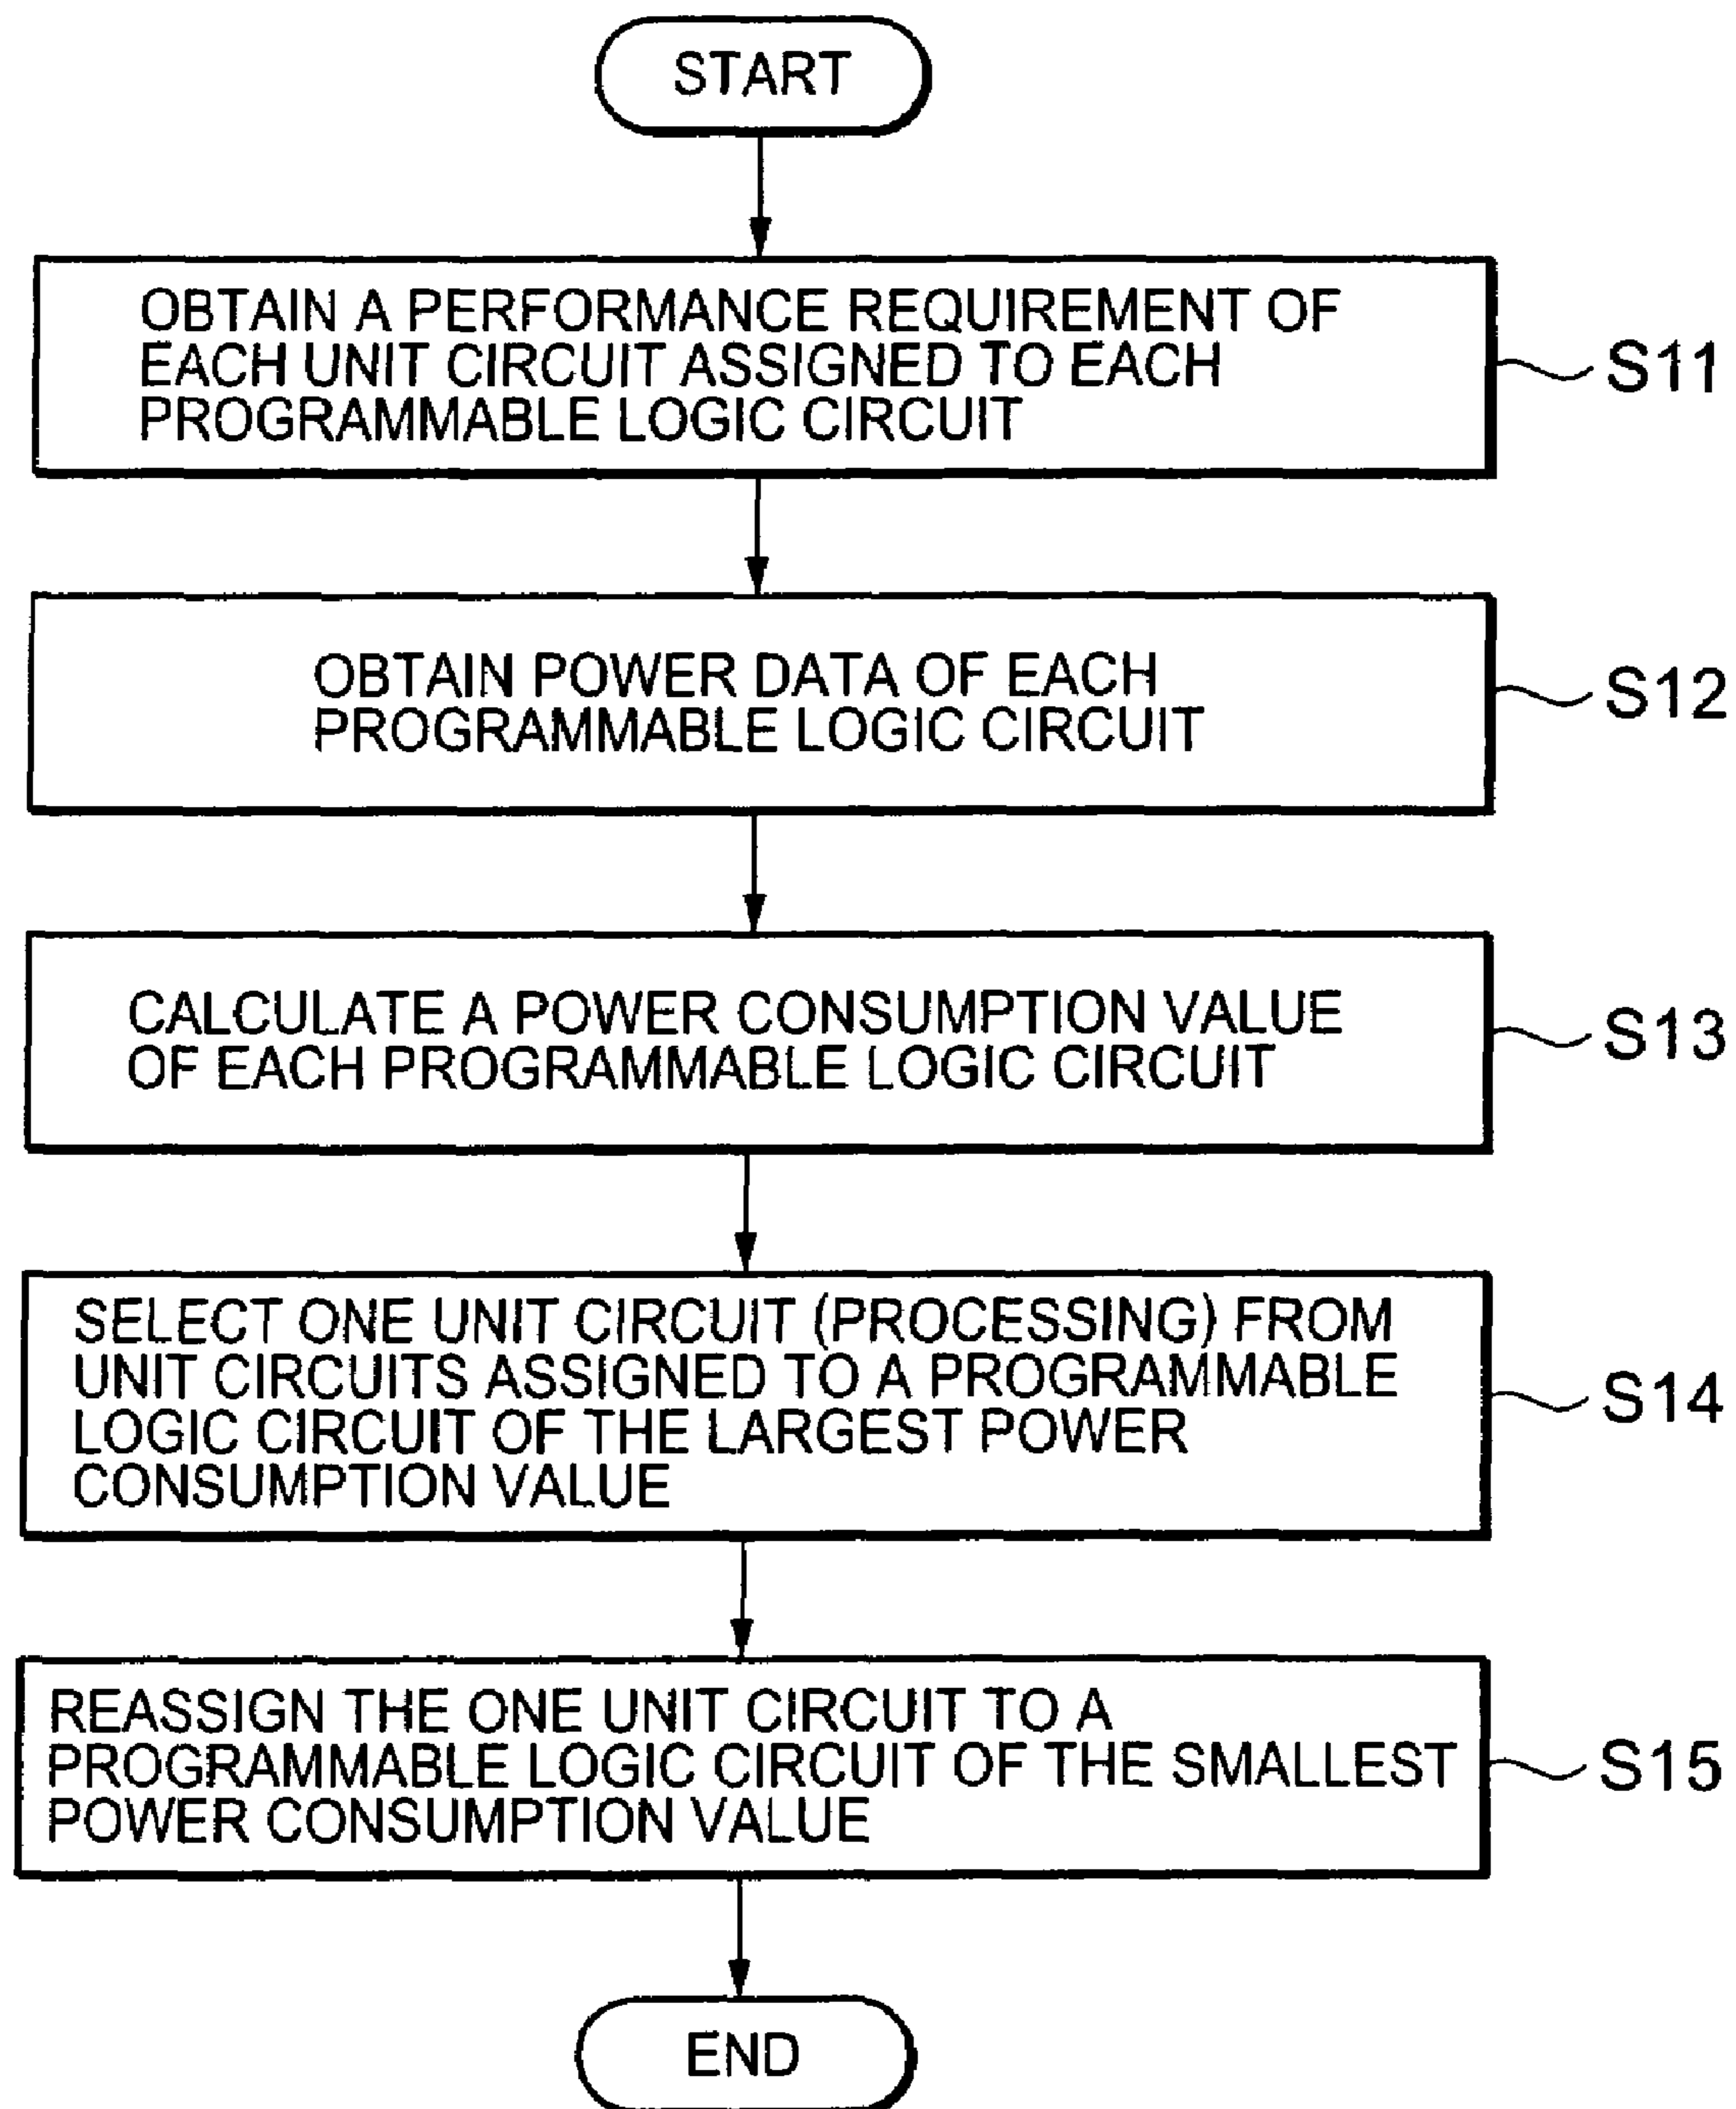 START
OBTAIN A PERFORMANCE REQUIREMENT OF
EACH UNIT CIRCUIT ASSIGNED TO EACH
PROGRAMMABLE LOGIC CIRCUIT
S11
OBTAIN POWER DATA OF EACH
PROGRAMMABLE LOGIC CIRCUIT
S12
CALCULATE A POWER CONSUMPTION VALUE
OF EACH PROGRAMMABLE LOGIC CIRCUIT
S13
SELECT ONE UNIT CIRCUIT (PROCESSING) FROM
UNIT CIRCUITS ASSIGNED TO A PROGRAMMABLE
LOGIC CIRCUIT OF THE LARGEST POWER
CONSUMPTION VALUE
S14
REASSIGN THE ONE UNIT CIRCUIT TO A
PROGRAMMABLE LOGIC CIRCUIT OF THE SMALLEST
POWER CONSUMPTION VALUE
S15
END